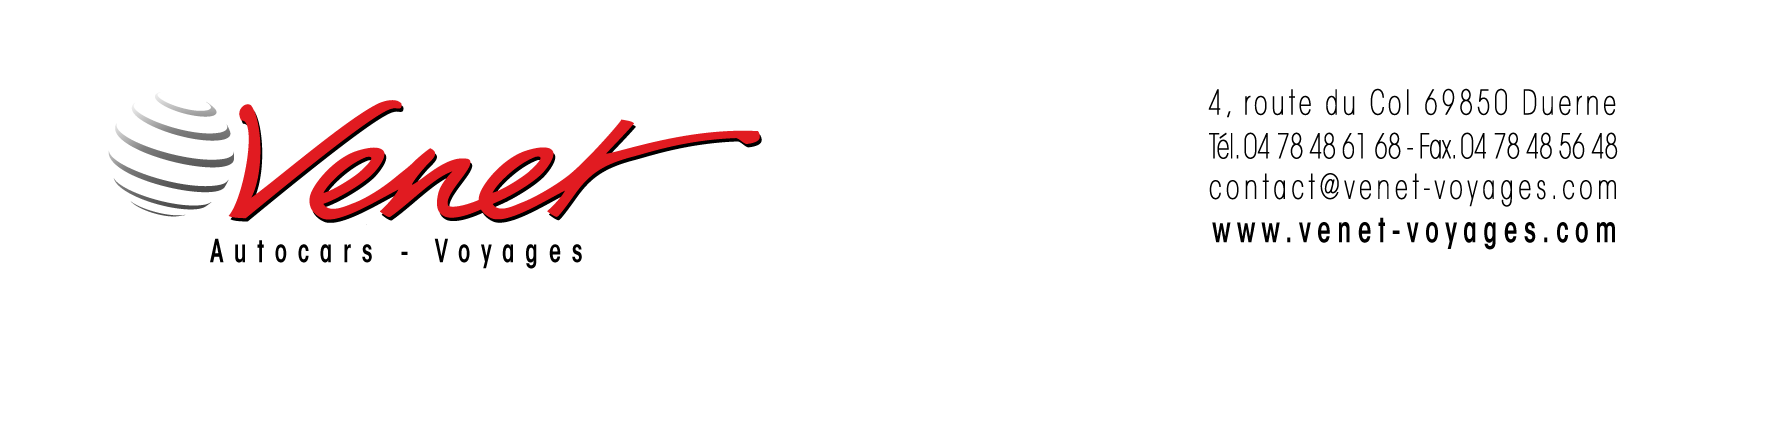 Venet
Autocars - Voyages
4, route du Col 69850 Duerne
Tél. 04 78 48 61 68 - Fax. 04 78 48 56 48
contact@venet-voyages.com
www.venet-voyages.com